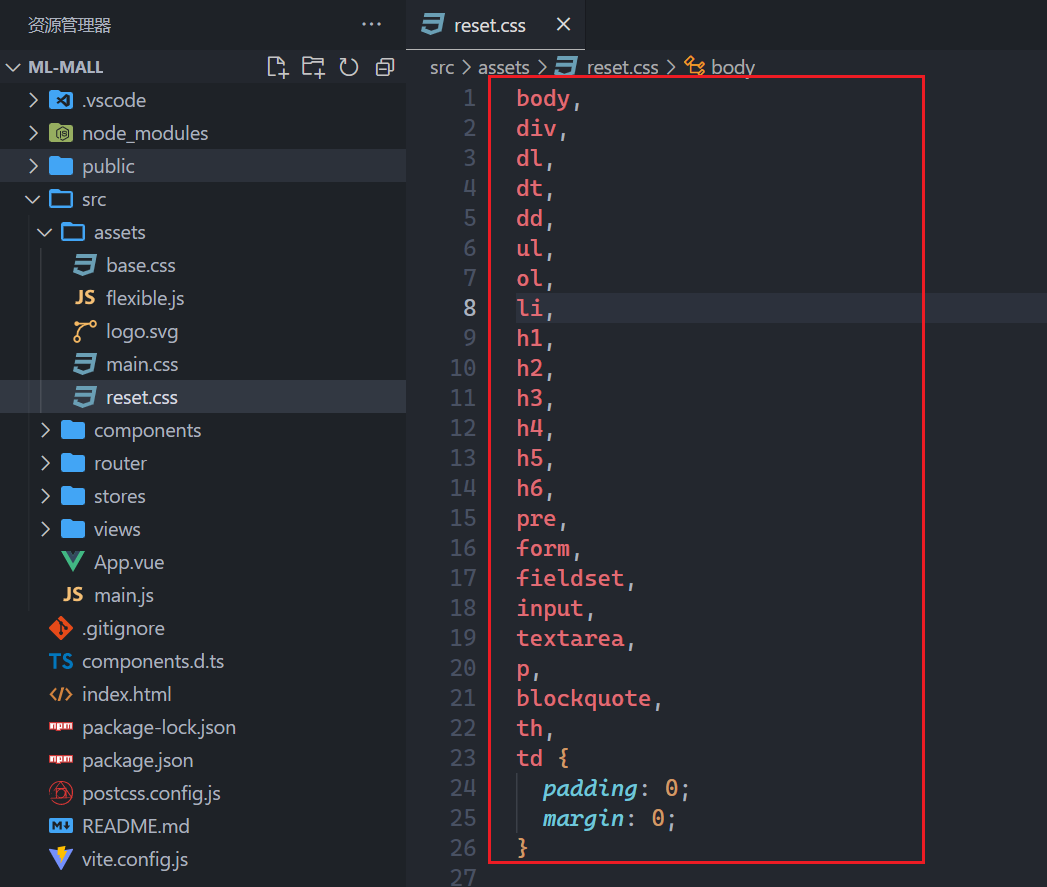 资源管理器
···
ML-MALL
.vscode
node_modules
public
src
assets
base.css
JS flexible.js
logo.svg
main.css
reset.css
components
router
stores
views
App.vue
JS main.js
.gitignore
TS components.d.ts
index.html
npm package-lock.json
npm package.json
postcss.config.js
M README.md
vite.config.js
reset.css
src > assets > reset.css > body
1 body,
2 div,
3 dl,
4 dt,
5 dd,
6 ul,
7 ol,
8 li,
9 h1,
10 h2,
11 h3,
12 h4,
13 h5,
14 h6,
15 pre,
16 form,
17 fieldset,
18 input,
19 textarea,
20 p,
21 blockquote,
22 th,
23 td {
24 padding: 0;
25 margin: 0;
26 }
27